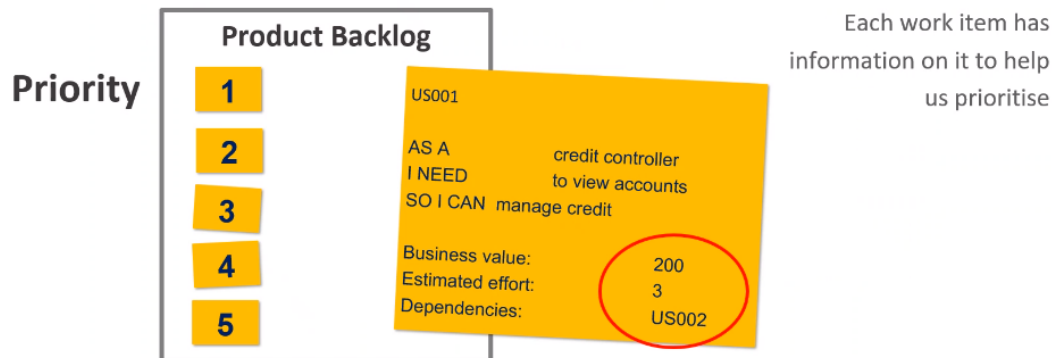 Product Backlog
Priority
1
2
3
4
5
US001
AS A credit controller
I NEED to view accounts
SO I CAN manage credit
Business value: 200
Estimated effort: 3
Dependencies: US002
Each work item has
information on it to help
us prioritise